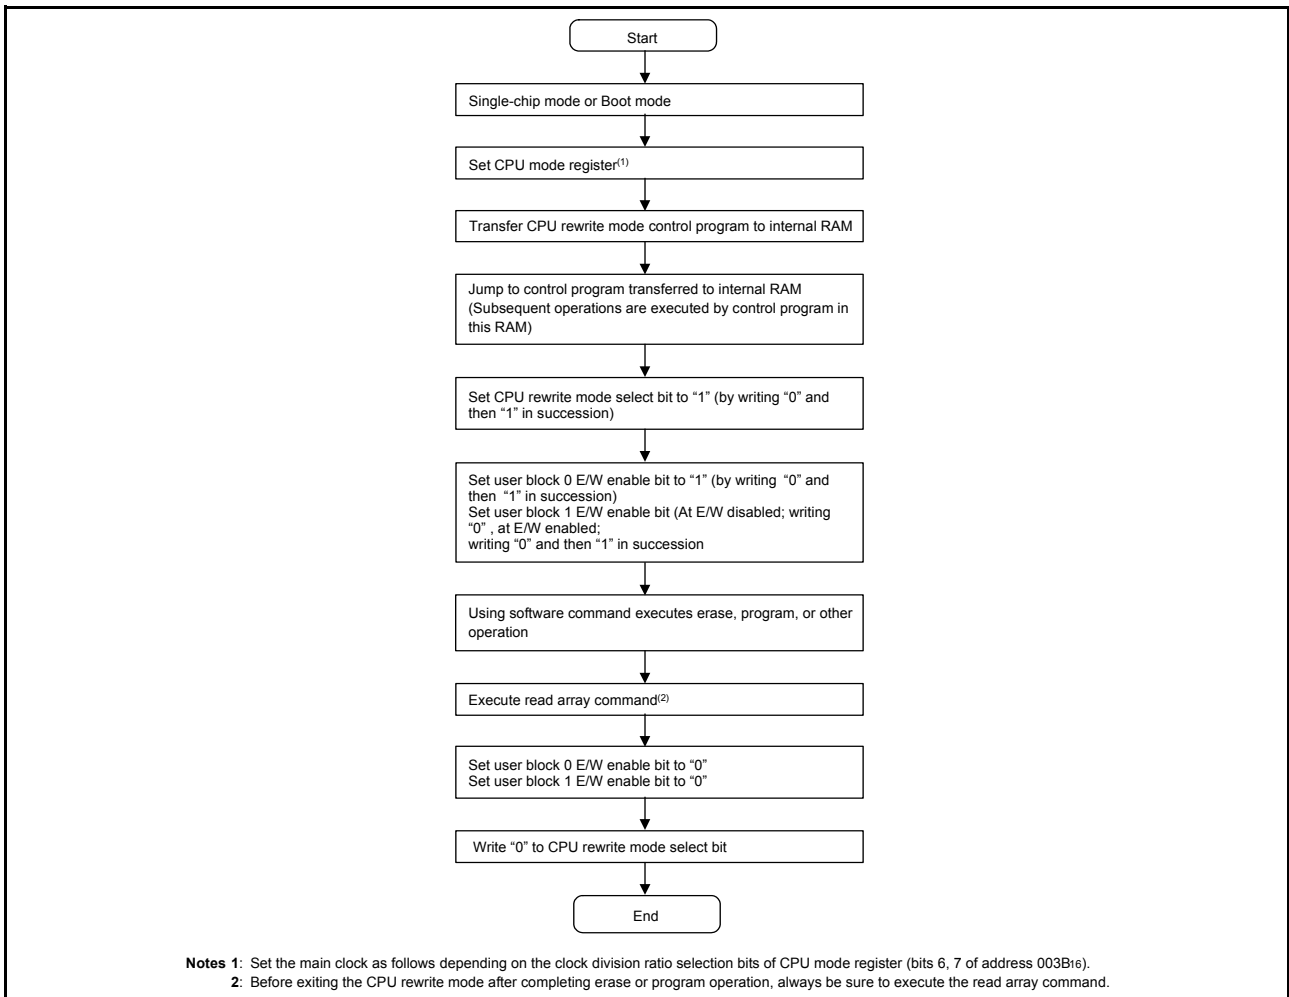 Start
Single-chip mode or Boot mode
Set CPU mode register(1)
Transfer CPU rewrite mode control program to internal RAM
Jump to control program transferred to internal RAM
(Subsequent operations are executed by control program in
this RAM)
Set CPU rewrite mode select bit to “1” (by writing “0” and
then “1” in succession)
Set user block 0 E/W enable bit to “1” (by writing “0” and
then “1” in succession)
Set user block 1 E/W enable bit (At E/W disabled; writing
“0” , at E/W enabled;
writing “0” and then “1” in succession
Using software command executes erase, program, or other
operation
Execute read array command(2)
Set user block 0 E/W enable bit to “0”
Set user block 1 E/W enable bit to “0”
Write “0” to CPU rewrite mode select bit
End
Notes 1: Set the main clock as follows depending on the clock division ratio selection bits of CPU mode register (bits 6, 7 of address 003B16).
2: Before exiting the CPU rewrite mode after completing erase or program operation, always be sure to execute the read array command.